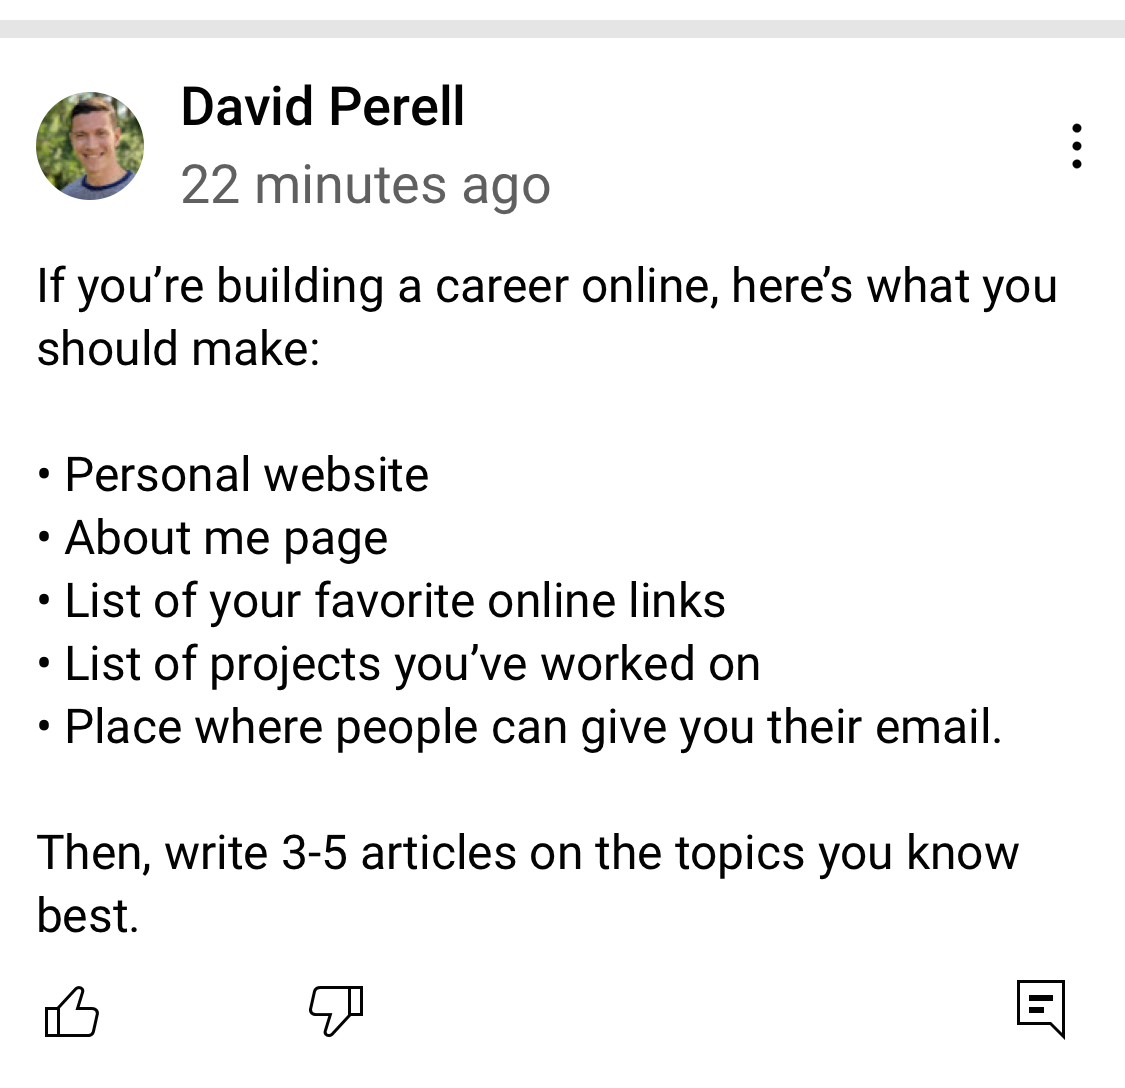 David Perell
22 minutes ago
If you’re building a career online, here’s what you
should make:
• Personal website
• About me page
• List of your favorite online links
• List of projects you’ve worked on
• Place where people can give you their email.
Then, write 3-5 articles on the topics you know
best.